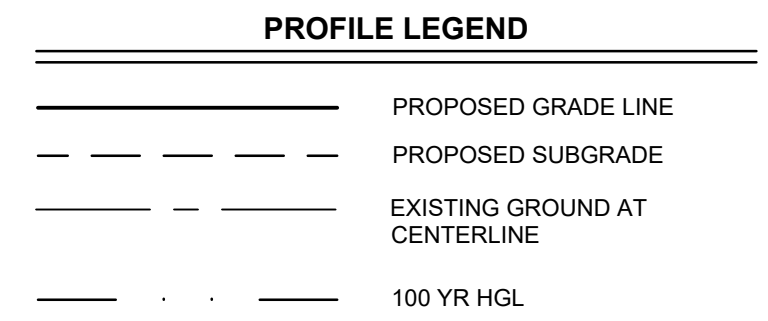 PROFILE LEGEND
PROPOSED GRADE LINE
PROPOSED SUBGRADE
EXISTING GROUND AT
CENTERLINE
100 YR HGL